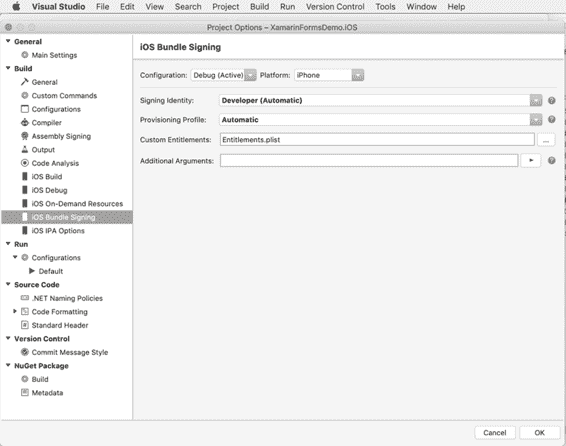 Visual Studio File Edit View Search Project Build Run Version Control Tools Window Help
Project Options – XamarinFormsDemo.iOS
General
Main Settings
Build
General
Custom Commands
Configurations
Compiler
Assembly Signing
Output
Code Analysis
iOS Build
iOS Debug
iOS On-Demand Resources
iOS Bundle Signing
iOS IPA Options
Run
Configurations
Default
Source Code
.NET Naming Policies
Code Formatting
Standard Header
Version Control
Commit Message Style
NuGet Package
Build
Metadata
iOS Bundle Signing
Configuration: Debug (Active) Platform: iPhone
Signing Identity: Developer (Automatic) ?
Provisioning Profile: Automatic ?
Custom Entitlements: Entitlements.plist ...
Additional Arguments: ?
Cancel OK